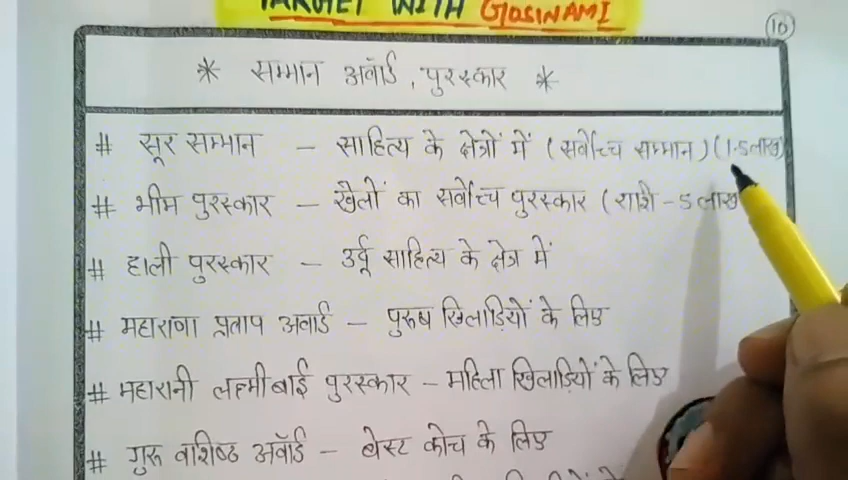 TARGET WITH GOSWAMI
10
* सम्मान अवॉर्ड, पुरस्कार *
# सूर सम्मान - साहित्य के क्षेत्रों में (सर्वोच्च सम्मान) (1.5 लाख)
# भीम पुरस्कार - खेलों का सर्वोच्च पुरस्कार (राशि - 5 लाख
# हाली पुरस्कार - उर्दू साहित्य के क्षेत्र में
# महाराणा प्रताप अवार्ड - पुरुष खिलाड़ियों के लिए
# महारानी लक्ष्मीबाई पुरस्कार - महिला खिलाड़ियों के लिए
# गुरु वशिष्ठ अवॉर्ड - बेस्ट कोच के लिए